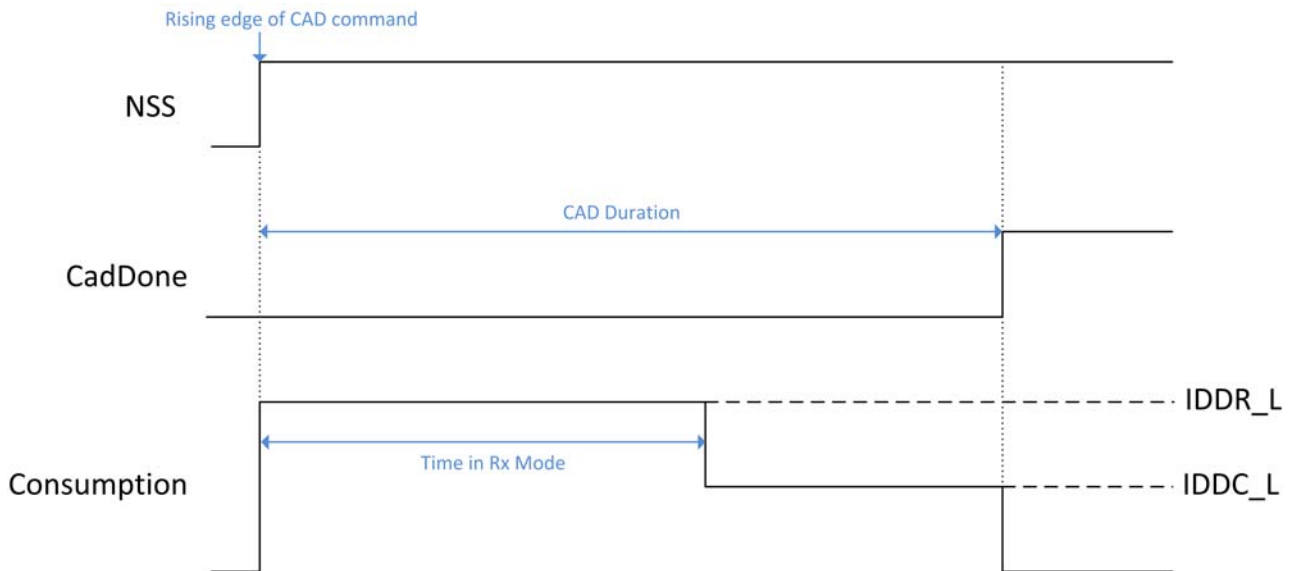 Rising edge of CAD command
NSS
CAD Duration
CadDone
IDDR_L
Time in Rx Mode
Consumption
IDDC_L